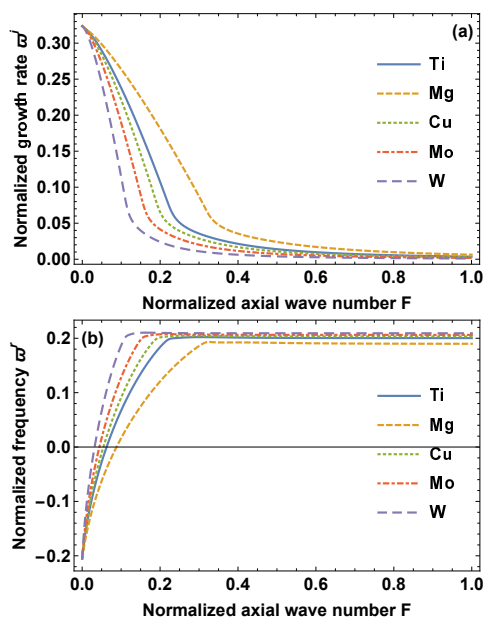 (a)
Normalized growth rate ϖⁱ
0.30
0.25
0.20
0.15
0.10
0.05
0.00
Ti
Mg
Cu
Mo
W
0.0 0.2 0.4 0.6 0.8 1.0
Normalized axial wave number F
(b)
Normalized frequency ϖʳ
0.2
0.1
0.0
-0.1
-0.2
Ti
Mg
Cu
Mo
W
0.0 0.2 0.4 0.6 0.8 1.0
Normalized axial wave number F